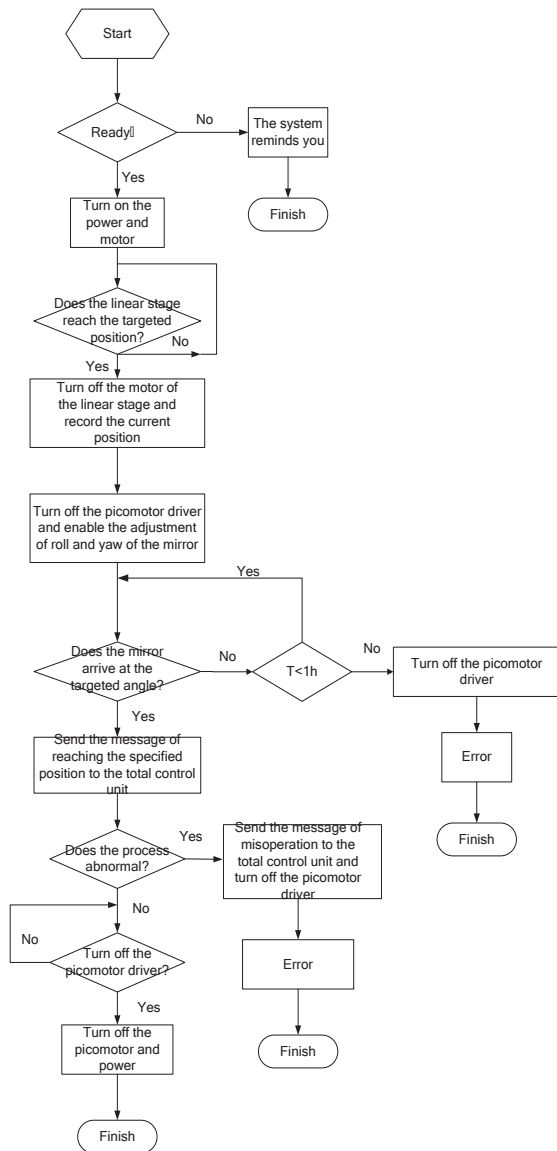 Start
Ready
No
The system
reminds you
Yes
Finish
Turn on the
power and
motor
Does the linear stage
reach the targeted
position?
No
Yes
Turn off the motor of
the linear stage and
record the current
position
Turn off the picomotor driver
and enable the adjustment
of roll and yaw of the mirror
Yes
Does the mirror
arrive at the
targeted angle?
No
T<1h
No
Turn off the picomotor
driver
Yes
Error
Send the message of
reaching the specified
position to the total control
unit
Finish
Does the process
abnormal?
Yes
Send the message of
misoperation to the
total control unit and
turn off the picomotor
driver
No
No
Turn off the
picomotor driver?
Error
Yes
Turn off the
picomotor and
power
Finish
Finish